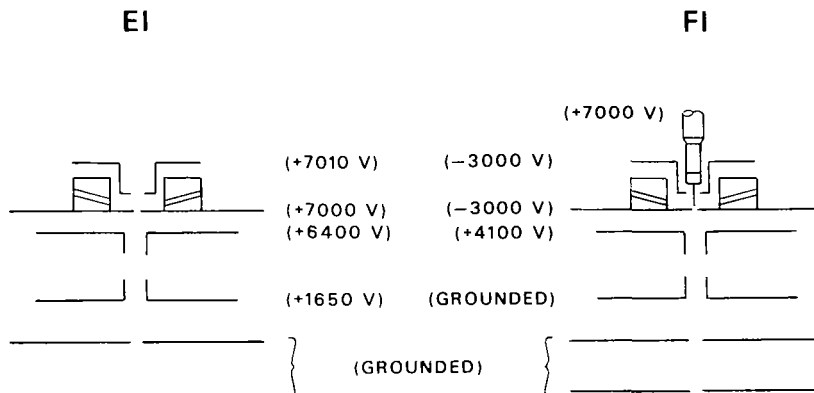 EI
FI
(+7000 V)
(+7010 V) (−3000 V)
(+7000 V) (−3000 V)
(+6400 V) (+4100 V)
(+1650 V) (GROUNDED)
(GROUNDED)